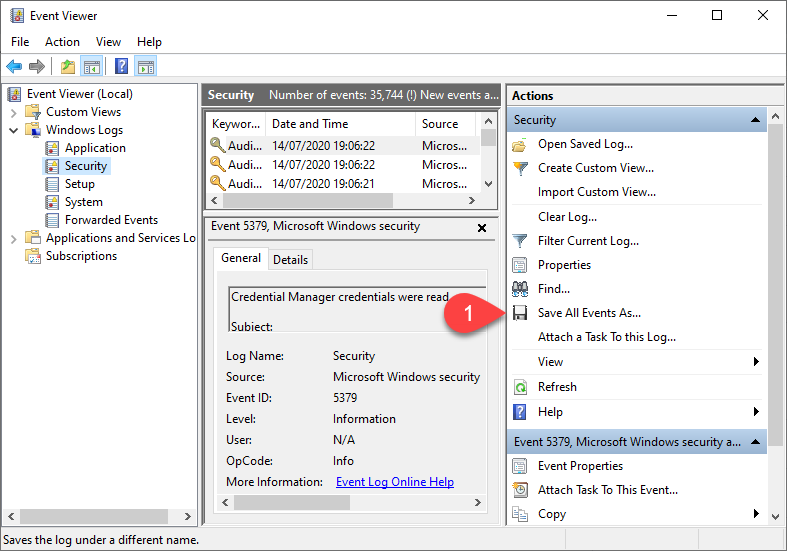 Event Viewer
File Action View Help
Event Viewer (Local)
Custom Views
Windows Logs
Application
Security
Setup
System
Forwarded Events
Applications and Services Lo
Subscriptions
Security Number of events: 35,744 (!) New events a...
Keywor... Date and Time Source
Audi... 14/07/2020 19:06:22 Micros...
Audi... 14/07/2020 19:06:22 Micros...
Audi... 14/07/2020 19:06:21 Micros...
Event 5379, Microsoft Windows security
General Details
Credential Manager credentials were read
Subject:
Log Name: Security
Source: Microsoft Windows security
Event ID: 5379
Level: Information
User: N/A
OpCode: Info
More Information: Event Log Online Help
Actions
Security
Open Saved Log...
Create Custom View...
Import Custom View...
Clear Log...
Filter Current Log...
Properties
Find...
1
Save All Events As...
Attach a Task To this Log...
View
Refresh
Help
Event 5379, Microsoft Windows security a...
Event Properties
Attach Task To This Event...
Copy
Saves the log under a different name.